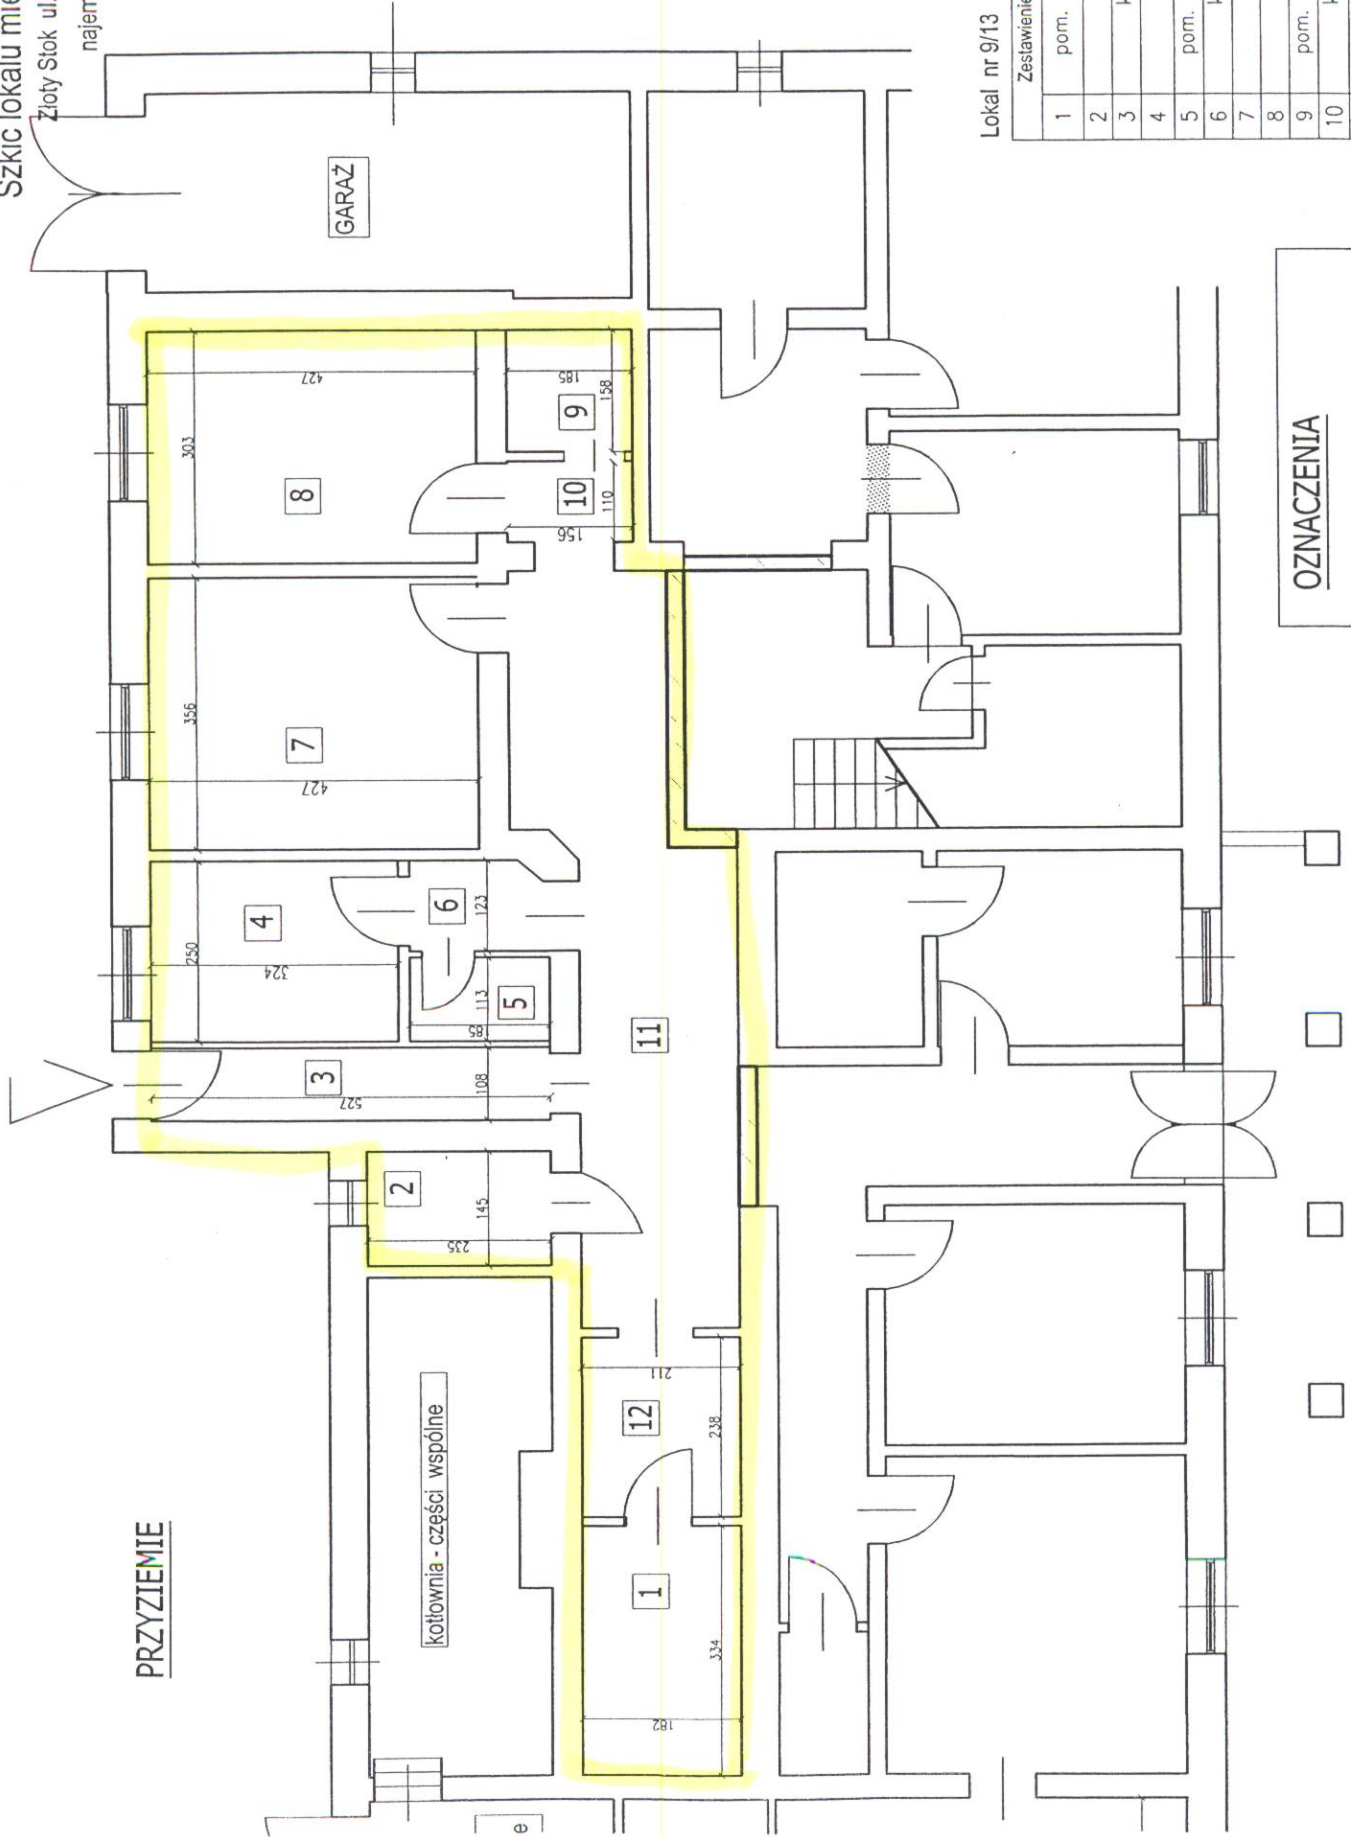 Szkic lokalu mie
Złoty Stok ul.
najem
PRZYZIEMIE
GARAŻ
kotłownia - części wspólne
1
2
3
4
5
6
7
8
9
10
11
12
303
427
356
427
250
324
123
113
85
108
527
145
235
185
158
110
156
211
238
334
182
e
Lokal nr 9/13
Zestawienie
1 pom.
2
3 k
4
5 pom.
6 k
7
8
9 pom.
10 k
OZNACZENIA